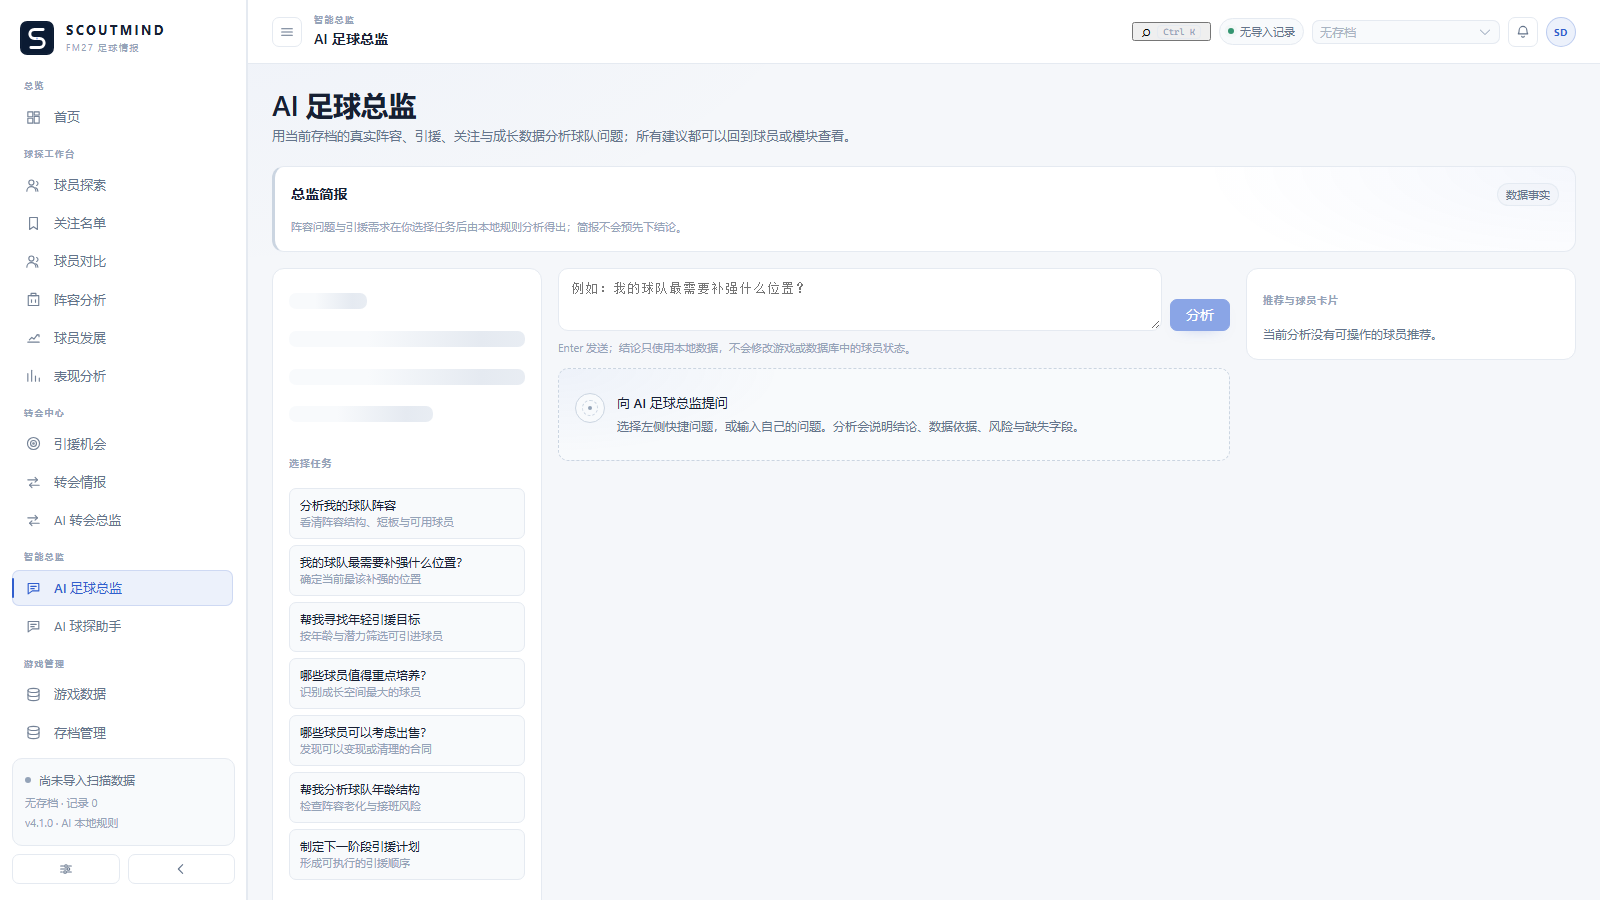 SCOUTMIND
FM27 足球情报
总览
首页
球探工作台
球员探索
关注名单
球员对比
阵容分析
球员发展
表现分析
转会中心
引援机会
转会情报
AI 转会总监
智能总监
AI 足球总监
AI 球探助手
游戏管理
游戏数据
存档管理
尚未导入扫描数据
无存档 · 记录 0
v4.1.0 · AI 本地规则
智能总监
AI 足球总监
Ctrl K
无导入记录
无存档
SD
AI 足球总监
用当前存档的真实阵容、引援、关注与成长数据分析球队问题；所有建议都可以回到球员或模块查看。
总监简报
数据事实
阵容问题与引援需求在你选择任务后由本地规则分析得出；简报不会预先下结论。
选择任务
分析我的球队阵容
看清阵容结构、短板与可用球员
我的球队最需要补强什么位置?
确定当前最该补强的位置
帮我寻找年轻引援目标
按年龄与潜力筛选可引进球员
哪些球员值得重点培养?
识别成长空间最大的球员
哪些球员可以考虑出售?
发现可以变现或清理的合同
帮我分析球队年龄结构
检查阵容老化与接班风险
制定下一阶段引援计划
形成可执行的引援顺序
例如：我的球队最需要补强什么位置？
分析
Enter 发送；结论只使用本地数据，不会修改游戏或数据库中的球员状态。
向 AI 足球总监提问
选择左侧快捷问题，或输入自己的问题。分析会说明结论、数据依据、风险与缺失字段。
推荐与球员卡片
当前分析没有可操作的球员推荐。